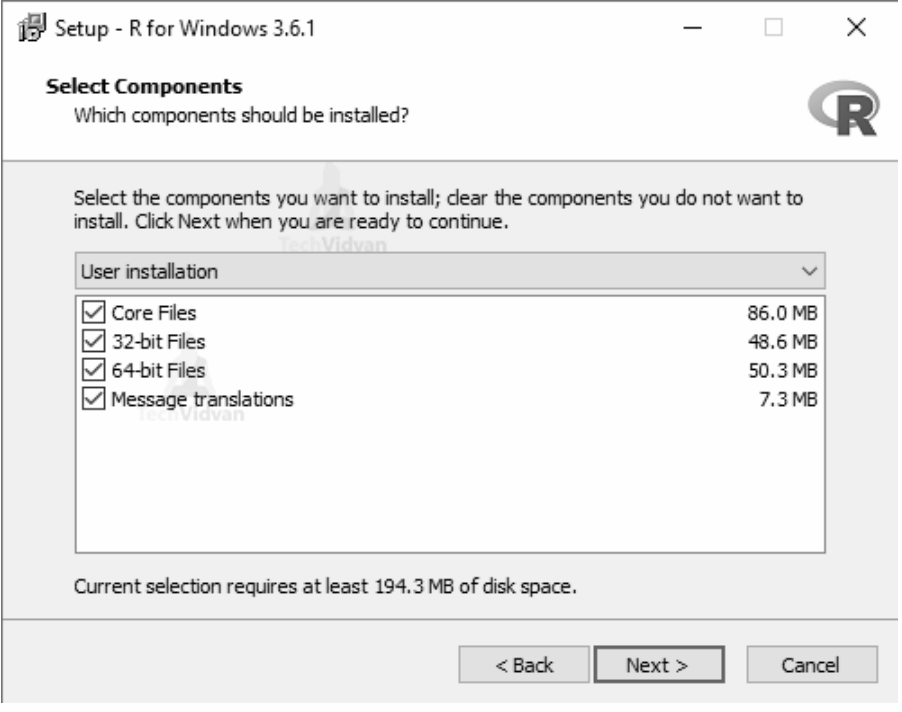 Setup - R for Windows 3.6.1
Select Components
Which components should be installed?
R
Select the components you want to install; clear the components you do not want to
install. Click Next when you are ready to continue.
TechVidvan
User installation
Core Files 86.0 MB
32-bit Files 48.6 MB
64-bit Files 50.3 MB
Message translations 7.3 MB
TechVidvan
Current selection requires at least 194.3 MB of disk space.
< Back Next > Cancel